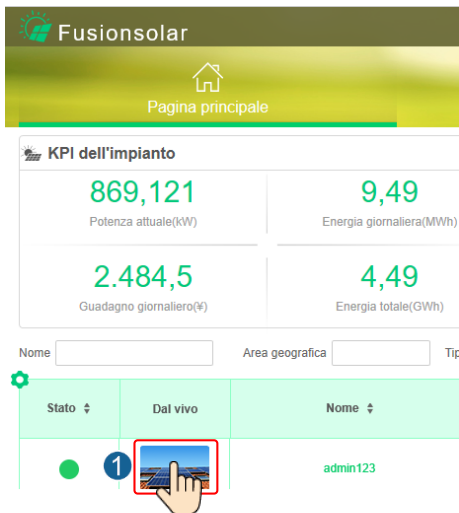 Fusionsolar
Pagina principale
KPI dell'impianto
869,121
9,49
Potenza attuale(kW)
Energia giornaliera(MWh)
2.484,5
4,49
Guadagno giornaliero(¥)
Energia totale(GWh)
Nome
Area geografica
Tip
Stato
Dal vivo
Nome
1
admin123